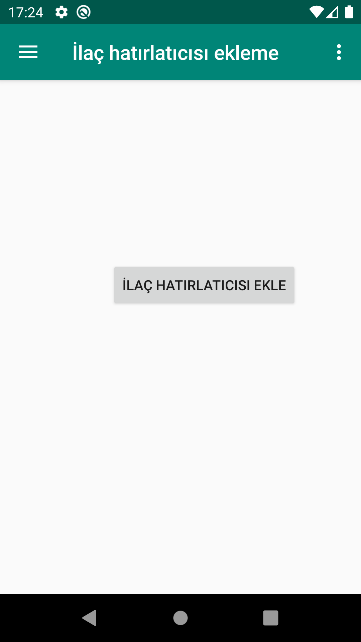 17:24
İlaç hatırlatıcısı ekleme
İLAÇ HATIRLATICISI EKLE